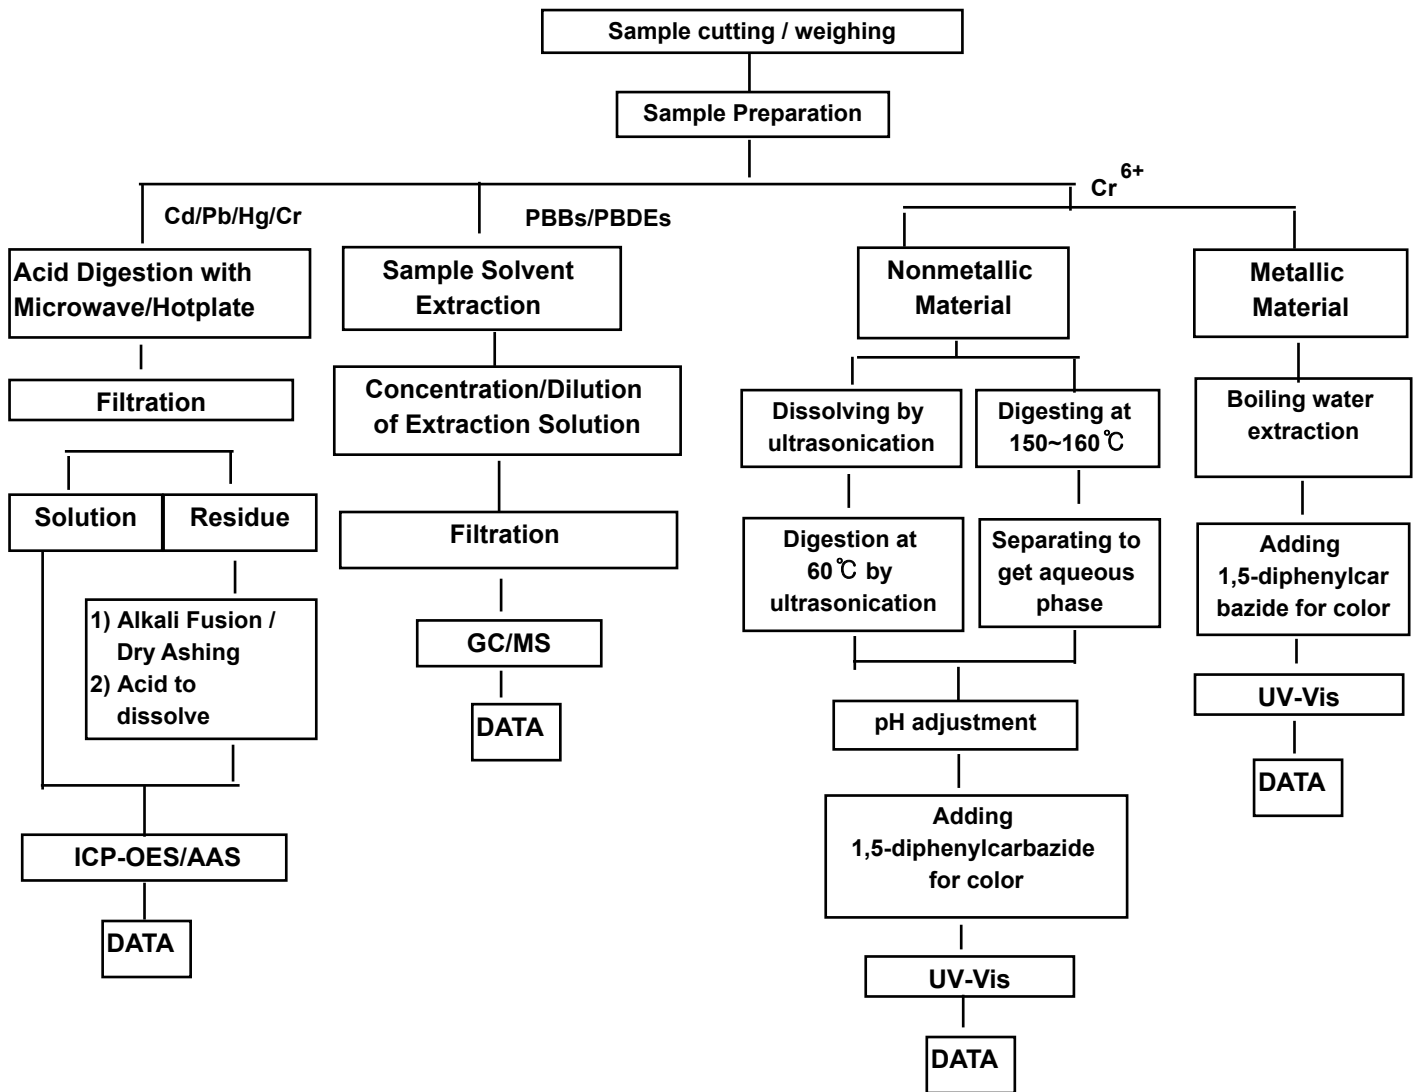 Sample cutting / weighing
Sample Preparation
Cr 6+
Cd/Pb/Hg/Cr
PBBs/PBDEs
Acid Digestion with
Microwave/Hotplate
Filtration
Solution
Residue
1) Alkali Fusion /
Dry Ashing
2) Acid to
dissolve
ICP-OES/AAS
DATA
Sample Solvent
Extraction
Concentration/Dilution
of Extraction Solution
Filtration
GC/MS
DATA
Nonmetallic
Material
Dissolving by
ultrasonication
Digestion at
60℃ by
ultrasonication
Digesting at
150~160℃
Separating to
get aqueous
phase
pH adjustment
Adding
1,5-diphenylcarbazide
for color
UV-Vis
DATA
Metallic
Material
Boiling water
extraction
Adding
1,5-diphenylcar
bazide for color
UV-Vis
DATA